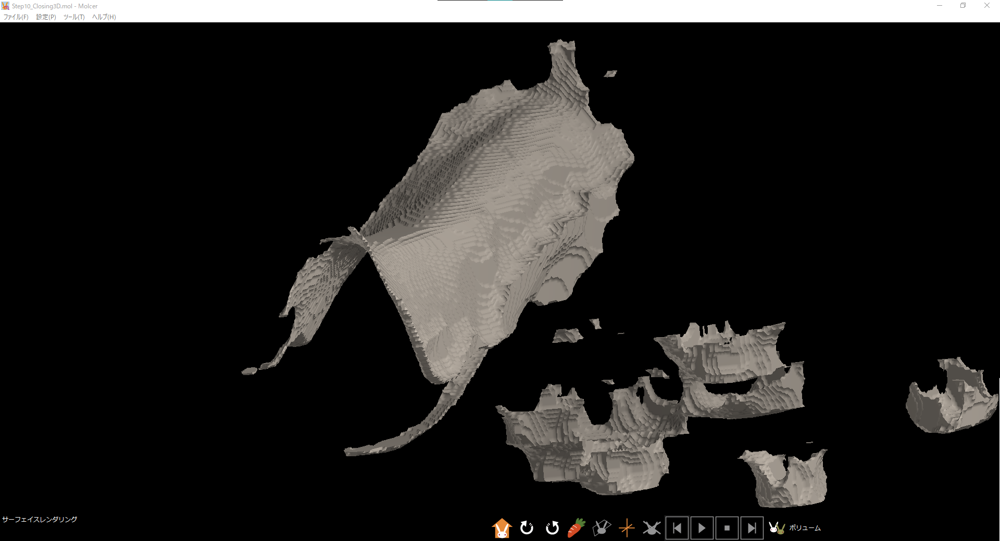 Step10_Closing3D.mol - Molcer
ファイル(F) 設定(P) ツール(T) ヘルプ(H)
サーフェイスレンダリング
ボリューム